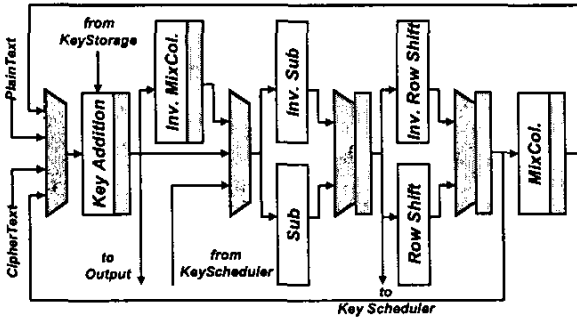 from
KeyStorage
PlainText
CipherText
Key Addition
Inv. MixCol.
Inv. Sub
Sub
Inv. Row Shift
Row Shift
MixCol.
to
Output
from
KeyScheduler
to
Key Scheduler